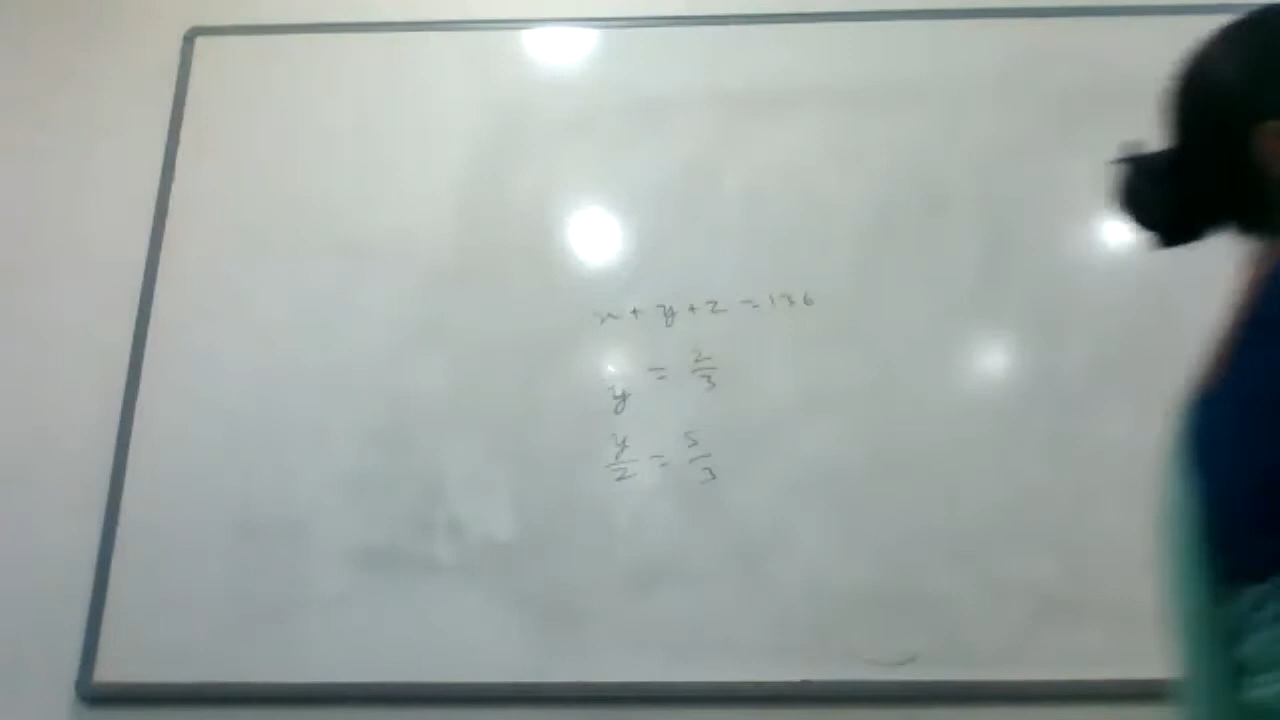 x + y + z = 136
y = 2/3
y/z = 5/3